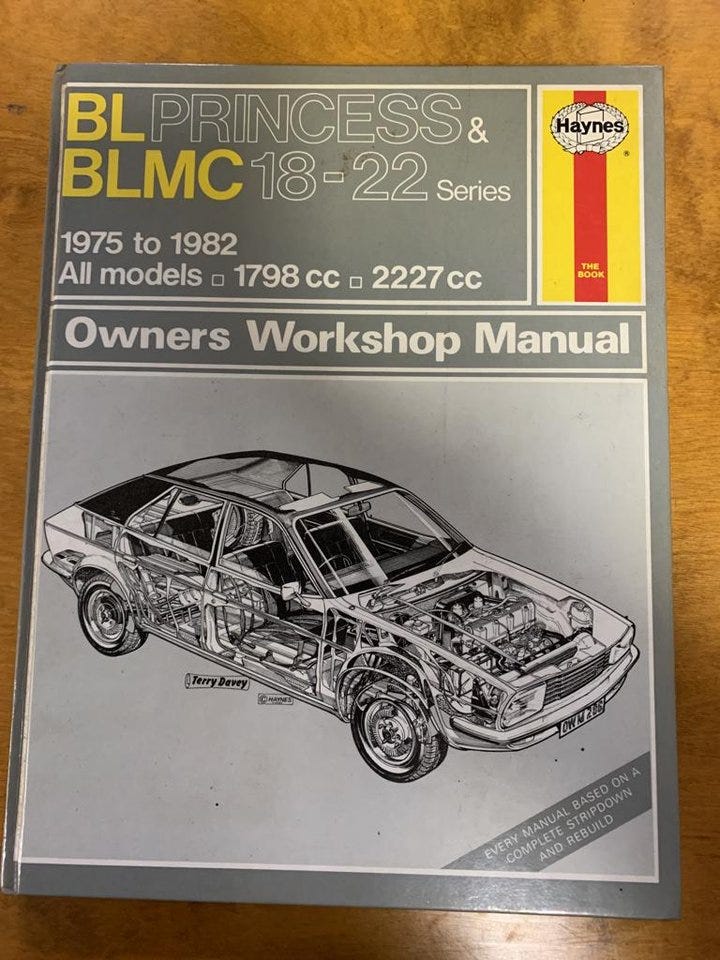 BL PRINCESS &
BLMC 18-22 Series
1975 to 1982
All models □ 1798 cc □ 2227 cc
Haynes
®
THE
BOOK
Owners Workshop Manual
Terry Davey
© HAYNES
EVERY MANUAL BASED ON A
COMPLETE STRIPDOWN
AND REBUILD